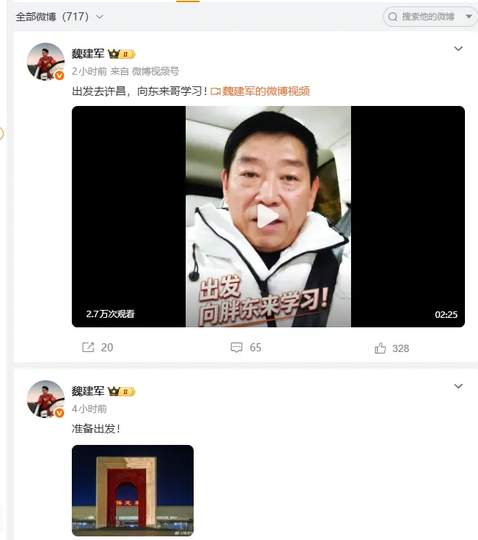 全部微博（717）
搜索他的微博
魏建军 II
2小时前 来自 微博视频号
出发去许昌，向东来哥学习！魏建军的微博视频
出发
向胖东来学习！
2.7万次观看
02:25
20
65
328
魏建军 II
4小时前
准备出发！